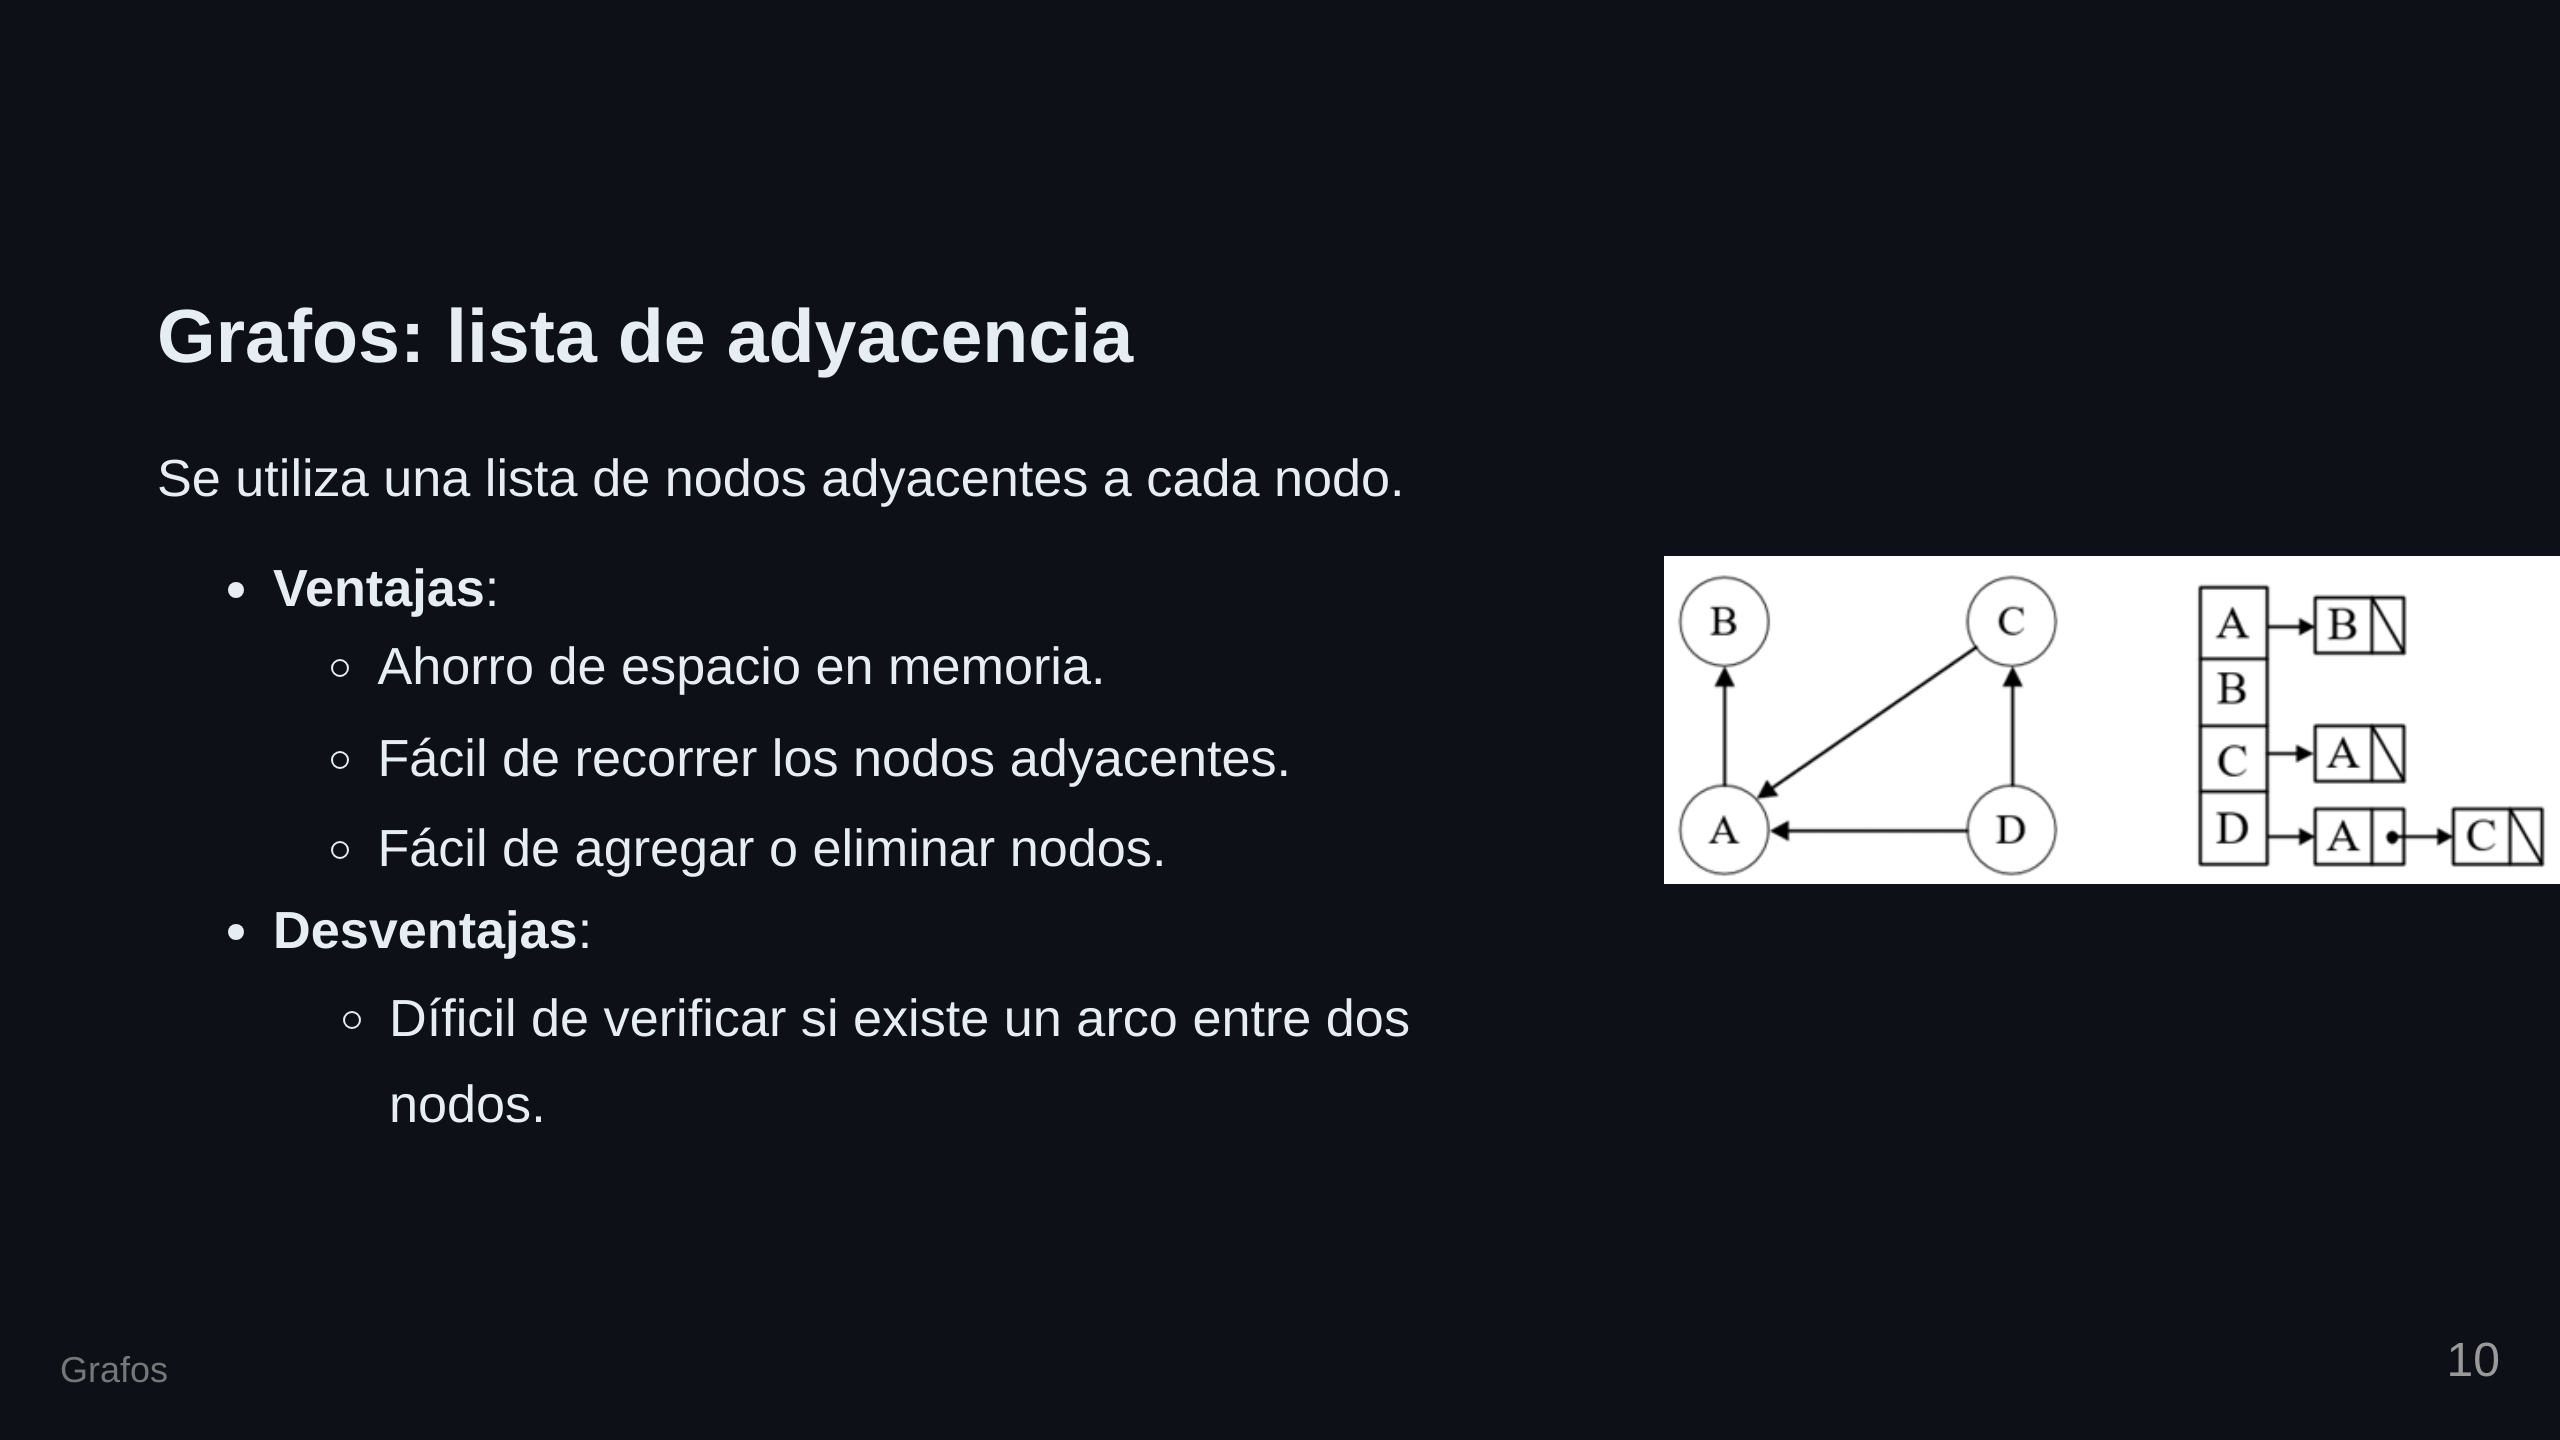 Grafos: lista de adyacencia
Se utiliza una lista de nodos adyacentes a cada nodo.
Ventajas:
Ahorro de espacio en memoria.
Fácil de recorrer los nodos adyacentes.
Fácil de agregar o eliminar nodos.
Desventajas:
Díficil de verificar si existe un arco entre dos
nodos.
B C
A D
A B
B
C A
D A C
Grafos
10